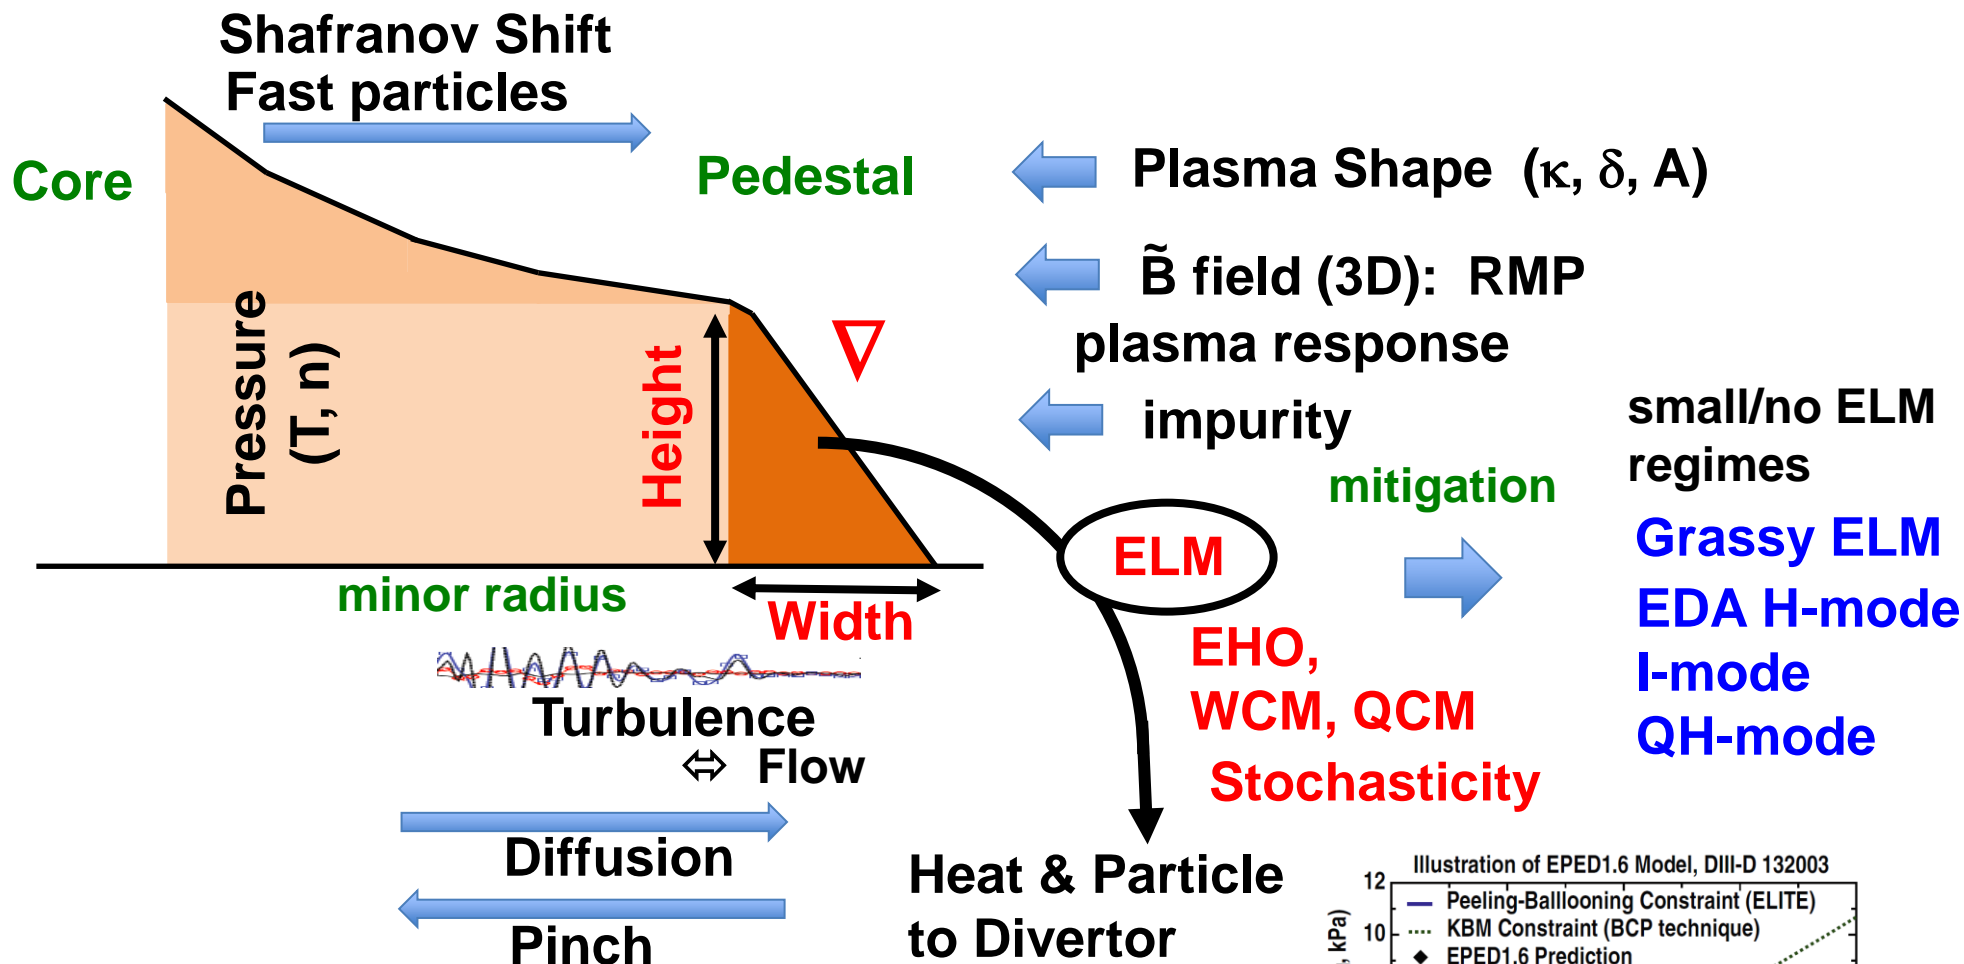 Shafranov Shift
Fast particles
Core
Pedestal
Plasma Shape (κ, δ, A)
B̃ field (3D): RMP
plasma response
impurity
Pressure
(T, n)
Height
∇
small/no ELM
regimes
mitigation
ELM
Grassy ELM
EDA H-mode
I-mode
QH-mode
minor radius
Width
EHO,
WCM, QCM
Stochasticity
Turbulence
⇔ Flow
Diffusion
Pinch
Heat & Particle
to Divertor
Illustration of EPED1.6 Model, DIII-D 132003
12
Peeling-Balllooning Constraint (ELITE)
KBM Constraint (BCP technique)
10
EPED1.6 Prediction
kPa)